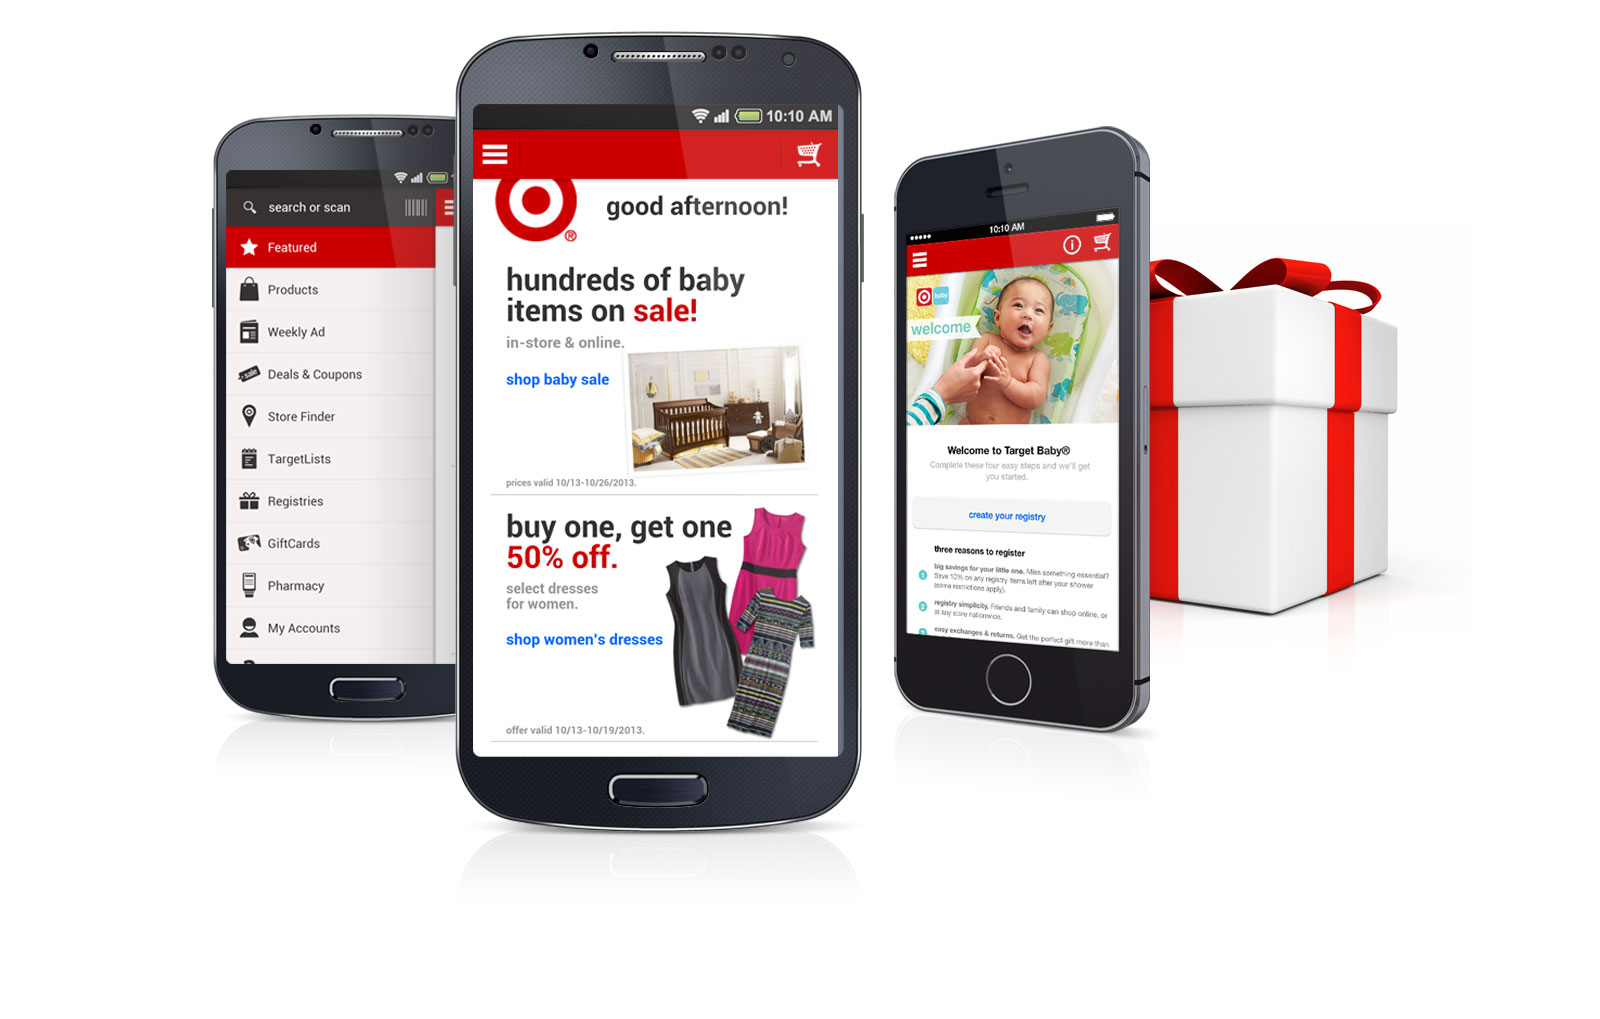 search or scan
Featured
Products
Weekly Ad
sale
Deals & Coupons
Store Finder
TargetLists
Registries
GiftCards
Pharmacy
My Accounts
10:10 AM
good afternoon!
®
hundreds of baby
items on sale!
in-store & online.
shop baby sale
prices valid 10/13-10/26/2013.
buy one, get one
50% off.
select dresses
for women.
shop women's dresses
offer valid 10/13-10/19/2013.
10:10 AM
baby
welcome
Welcome to Target Baby®
Complete these four easy steps and we'll get
you started.
create your registry
three reasons to register
1 big savings for your little one. Miss something essential?
Save 10% on any registry items left after your shower
(some restrictions apply).
2 registry simplicity. Friends and family can shop online, or
at any store nationwide.
3 easy exchanges & returns. Get the perfect gift more than